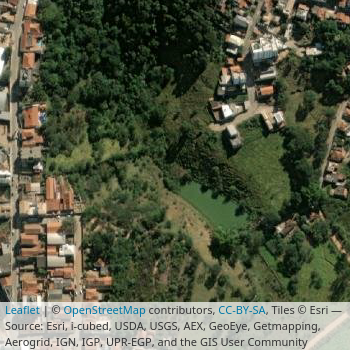 Leaflet | © OpenStreetMap contributors, CC-BY-SA, Tiles © Esri —
Source: Esri, i-cubed, USDA, USGS, AEX, GeoEye, Getmapping,
Aerogrid, IGN, IGP, UPR-EGP, and the GIS User Community